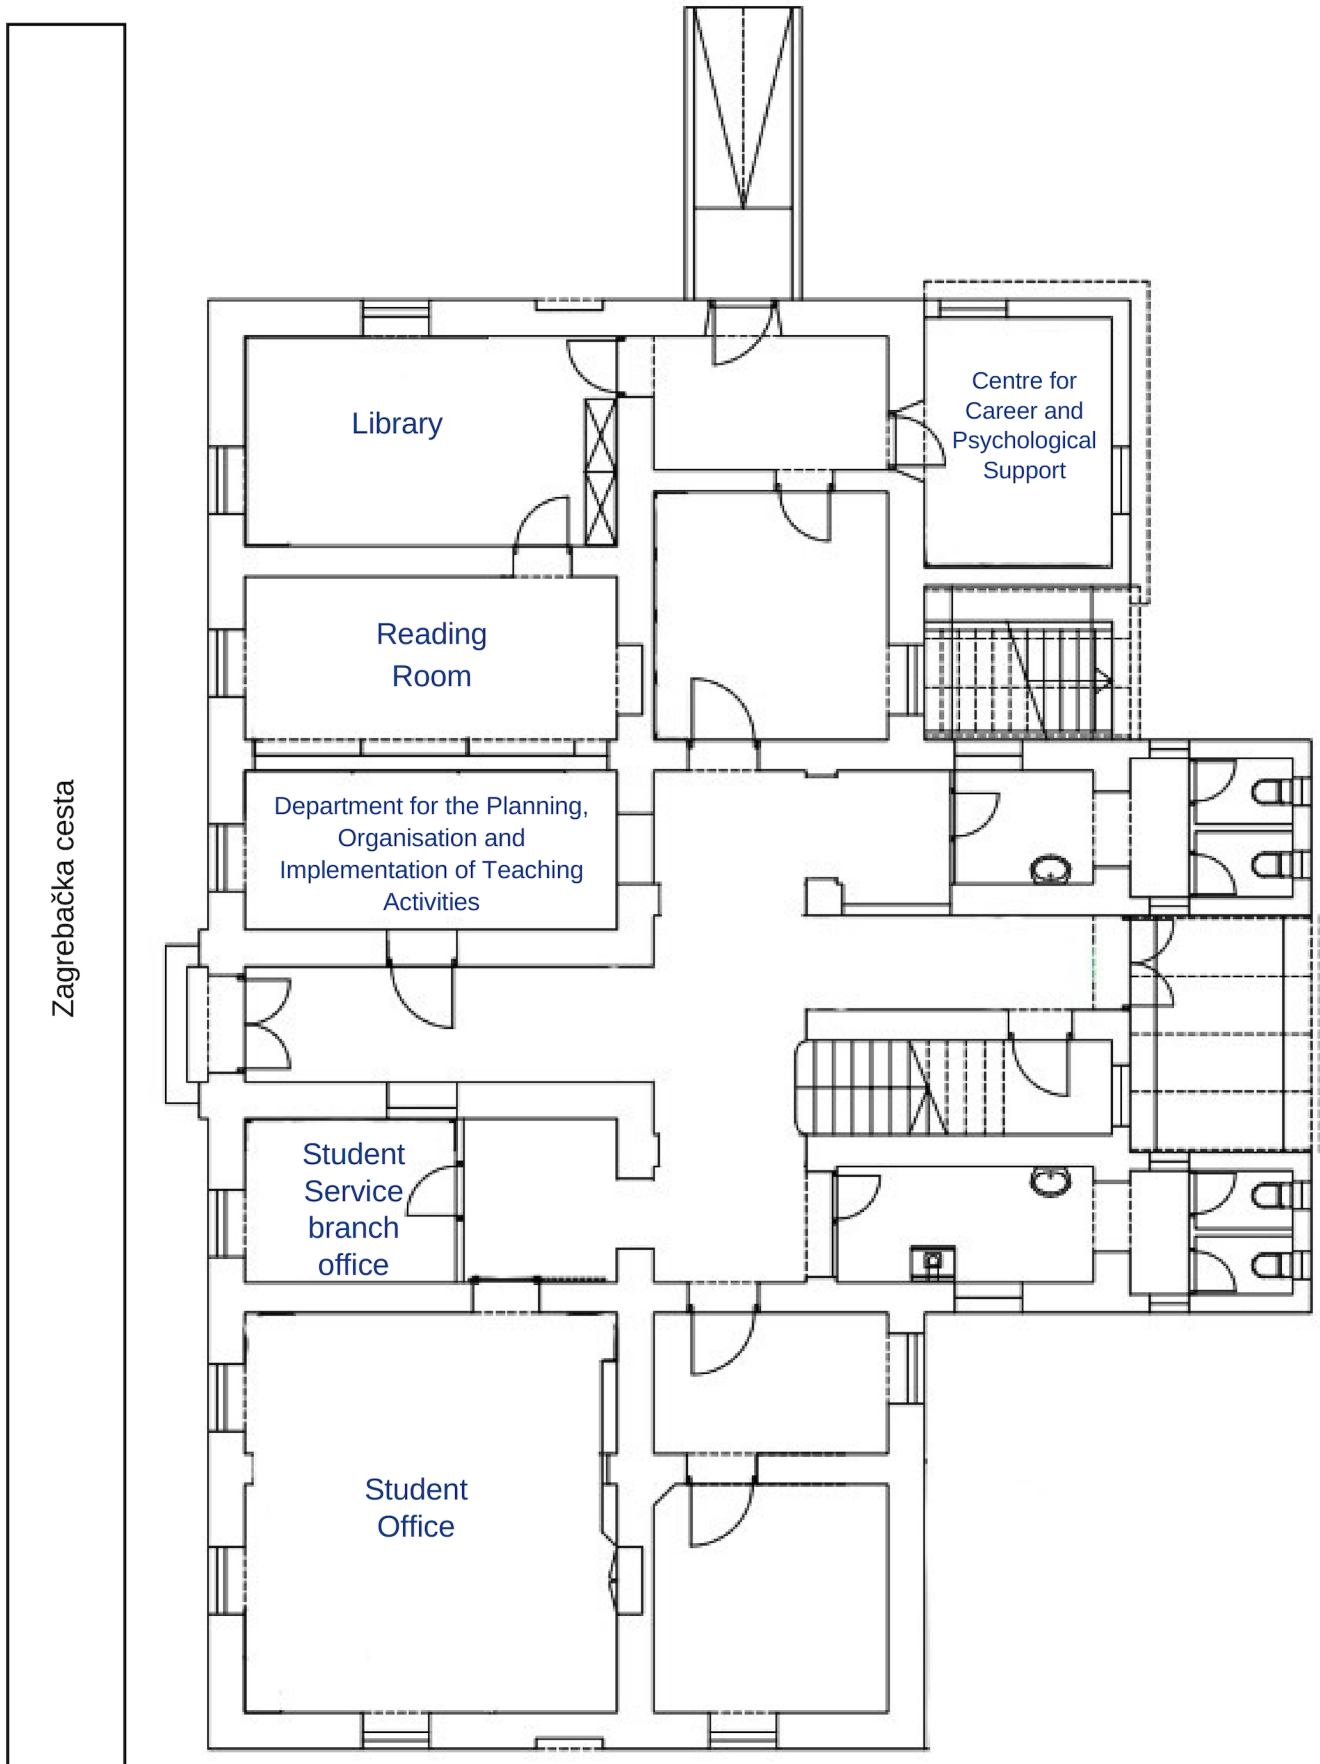 Zagrebačka cesta
Library
Centre for
Career and
Psychological
Support
Reading
Room
Department for the Planning,
Organisation and
Implementation of Teaching
Activities
Student
Service
branch
office
Student
Office